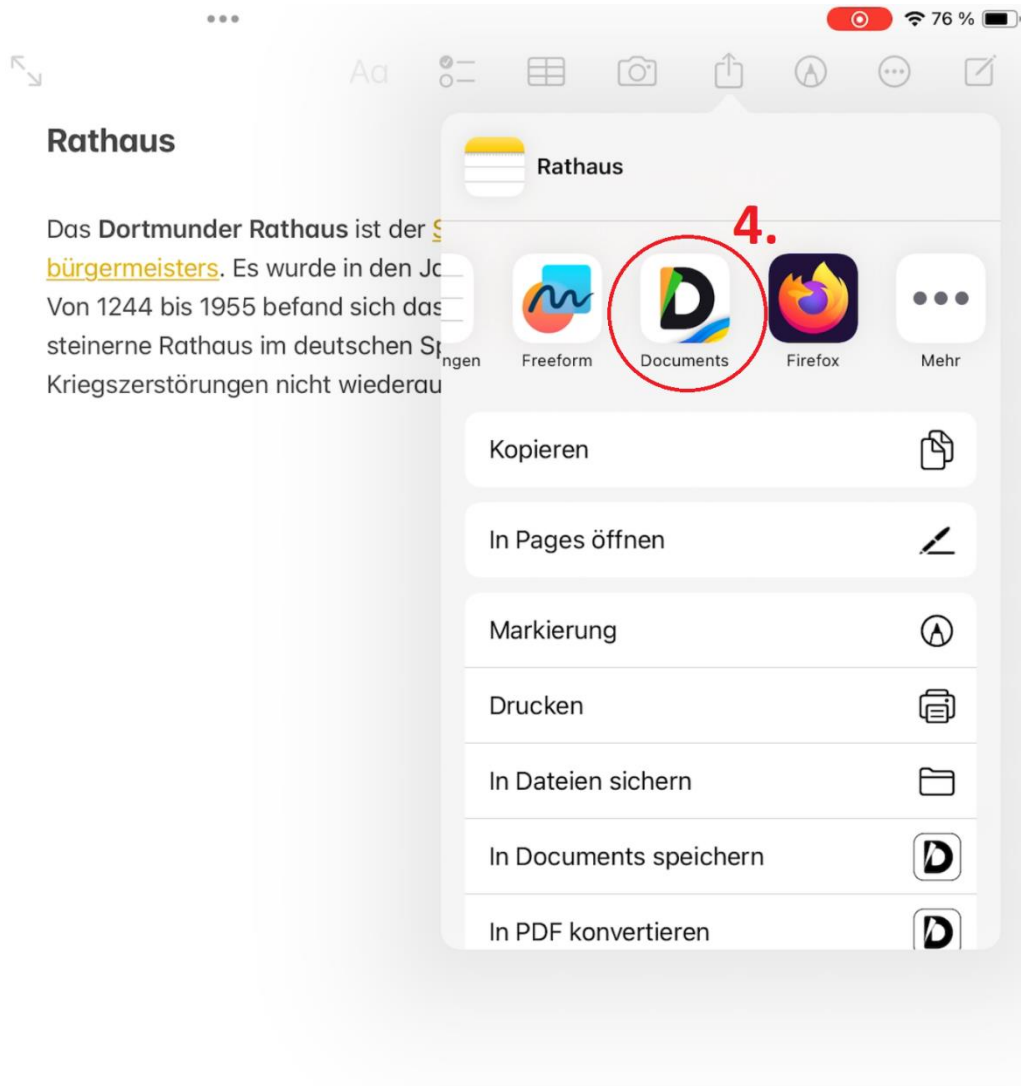 76 %
Aa
Rathaus
Das Dortmunder Rathaus ist der
bürgermeisters. Es wurde in den
Von 1244 bis 1955 befand sich das
steinerne Rathaus im deutschen
Kriegszerstörungen nicht
Rathaus
4.
ngen
Freeform
Documents
Firefox
Mehr
Kopieren
In Pages öffnen
Markierung
Drucken
In Dateien sichern
In Documents speichern
In PDF konvertieren